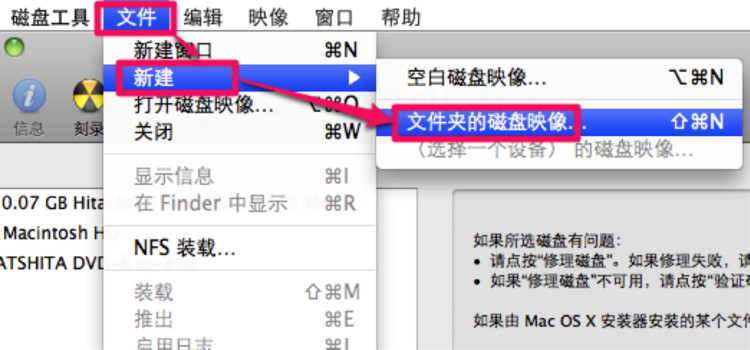 磁盘工具 文件 编辑 映像 窗口 帮助
新建窗口 ⌘N
新建 ▶
打开磁盘映像... ⌥⌘O
关闭 ⌘W
显示信息 ⌘I
在 Finder 中显示 ⌘R
NFS 装载...
装载 ⇧⌘M
推出 ⌘E
启用日志 ⌘J
空白磁盘映像... ⌥⌘N
文件夹的磁盘映像... ⇧⌘N
（选择一个设备） 的磁盘映像...
信息
刻录
0.07 GB Hita
Macintosh H
ATSHITA DVD-
如果所选磁盘有问题：
• 请点按“修理磁盘”。如果修理失败，请
• 如果“修理磁盘”不可用，请点按“验证
如果由 Mac OS X 安装器安装的某个文件